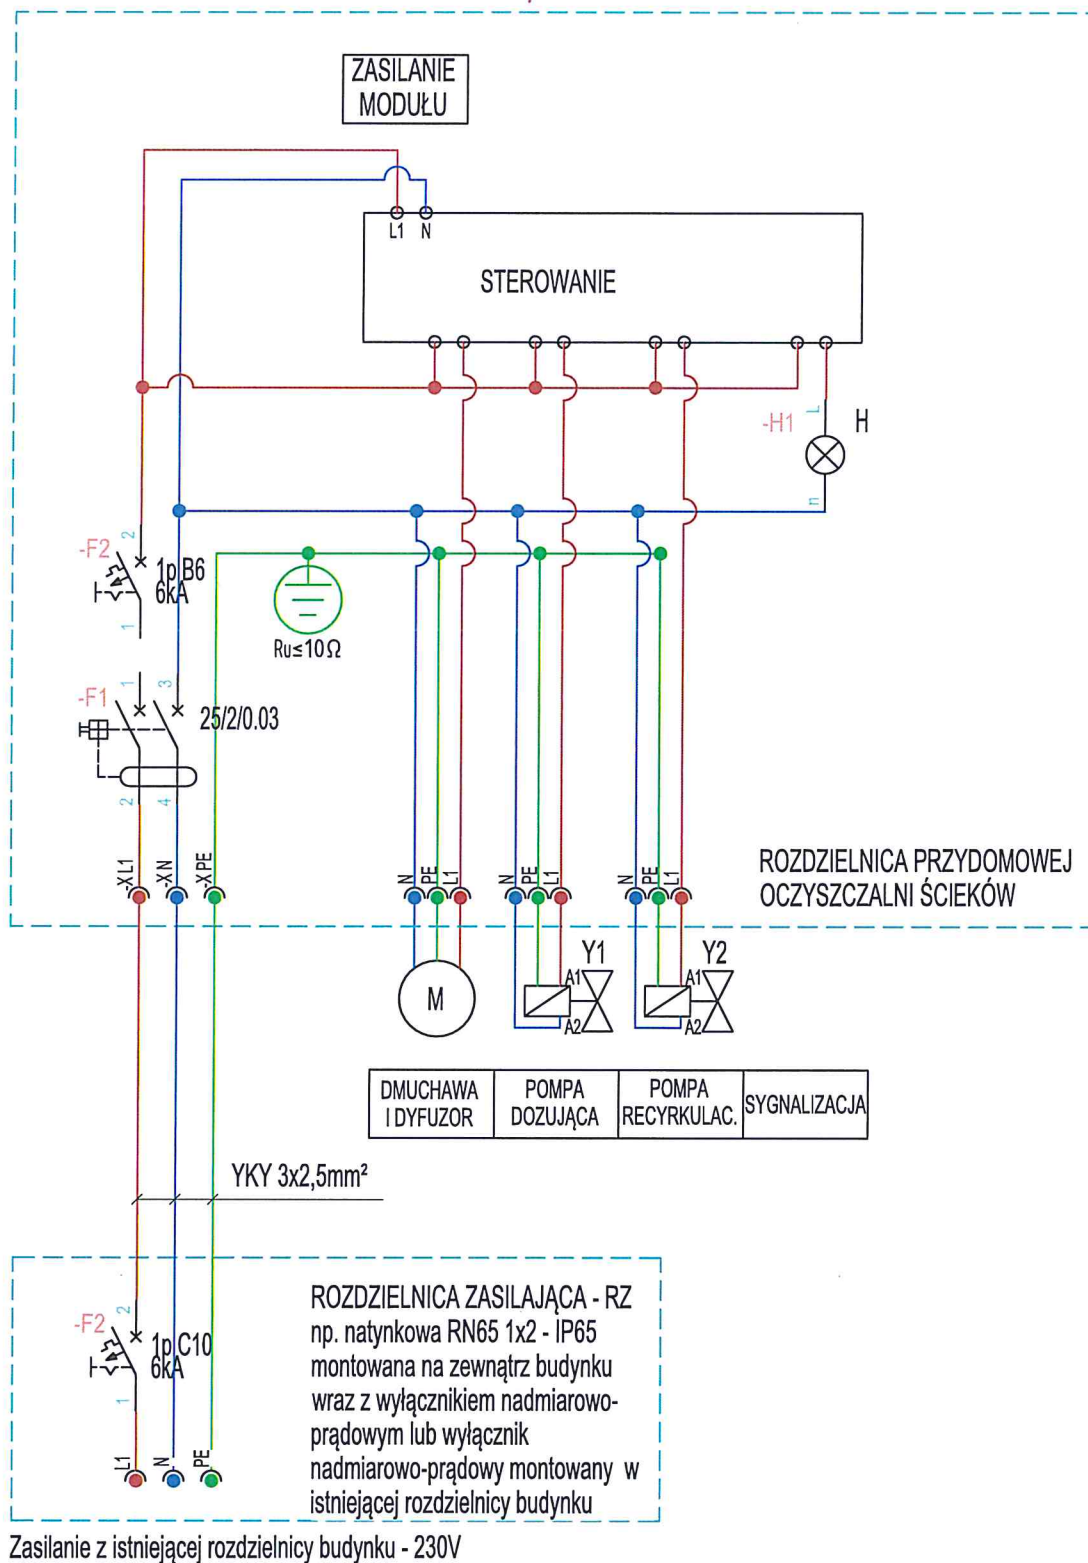 ZASILANIE
MODUŁU
L1 N
STEROWANIE
-H1
L
H
n
-F2
2
1p B6
6kA
1
Ru≤10Ω
-F1
1
3
25/2/0.03
2
4
-X L1
-X N
-X PE
N
PE
L1
N
PE
L1
N
PE
L1
ROZDZIELNICA PRZYDOMOWEJ
OCZYSZCZALNI ŚCIEKÓW
M
Y1
A1
A2
Y2
A1
A2
DMUCHAWA
I DYFUZOR
POMPA
DOZUJĄCA
POMPA
RECYRKULAC.
SYGNALIZACJA
YKY 3x2,5mm²
-F2
2
1p C10
6kA
1
L1
N
PE
ROZDZIELNICA ZASILAJĄCA - RZ
np. natynkowa RN65 1x2 - IP65
montowana na zewnątrz budynku
wraz z wyłącznikiem nadmiarowo-
prądowym lub wyłącznik
nadmiarowo-prądowy montowany w
istniejącej rozdzielnicy budynku
Zasilanie z istniejącej rozdzielnicy budynku - 230V